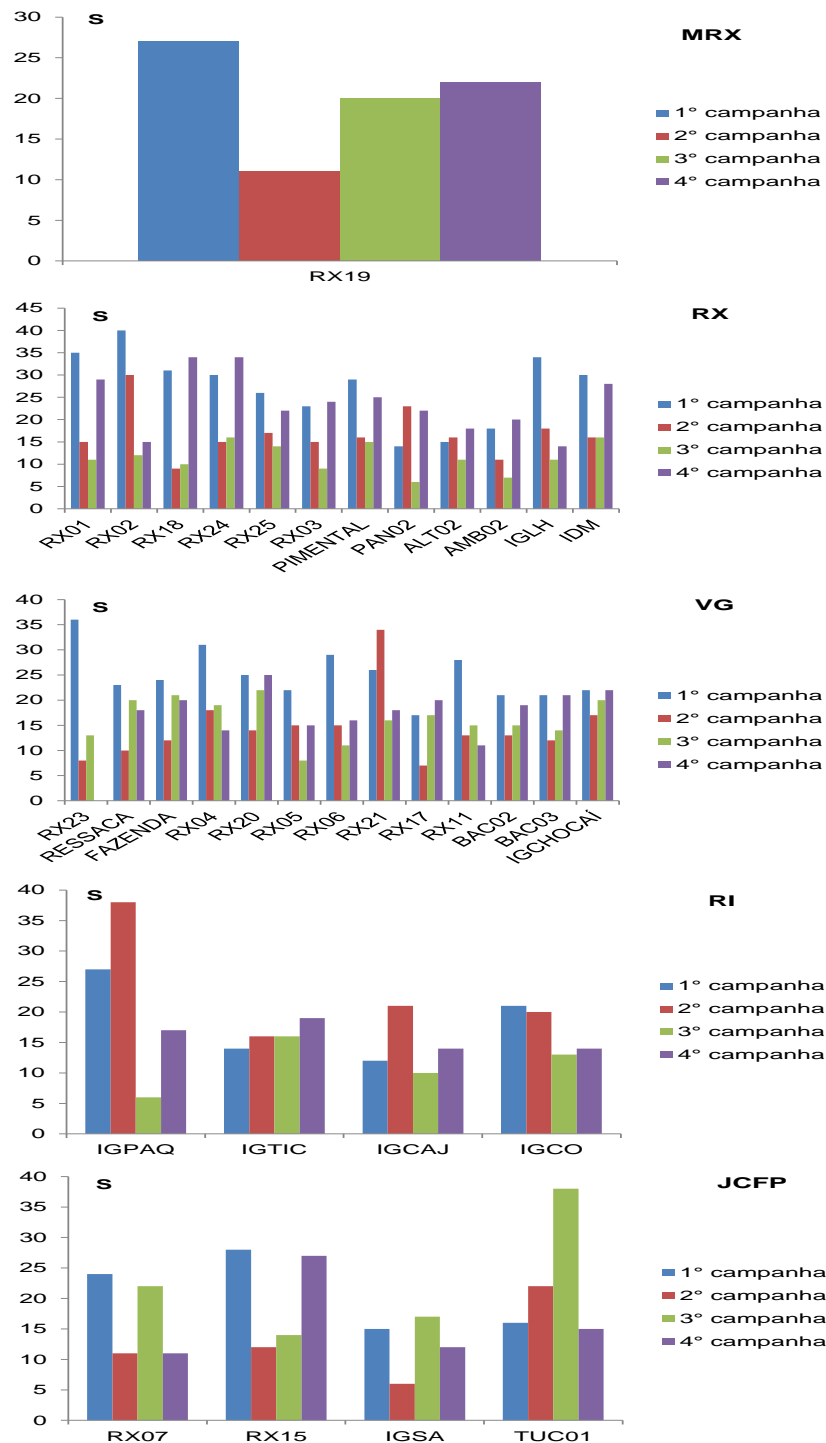 S
MRX
30
25
20
15
10
5
0
RX19
1° campanha
2° campanha
3° campanha
4° campanha
S
RX
45
40
35
30
25
20
15
10
5
0
RX01
RX02
RX18
RX24
RX25
RX03
PIMENTAL
PAN02
ALT02
AMB02
IGLH
IDM
1° campanha
2° campanha
3° campanha
4° campanha
S
VG
40
35
30
25
20
15
10
5
0
RX23
RESSACA
FAZENDA
RX04
RX20
RX05
RX06
RX21
RX17
RX11
BAC02
BAC03
IGCHOCAÍ
1° campanha
2° campanha
3° campanha
4° campanha
S
RI
40
35
30
25
20
15
10
5
0
IGPAQ
IGTIC
IGCAJ
IGCO
1° campanha
2° campanha
3° campanha
4° campanha
S
JCFP
40
35
30
25
20
15
10
5
0
RX07
RX15
IGSA
TUC01
1° campanha
2° campanha
3° campanha
4° campanha